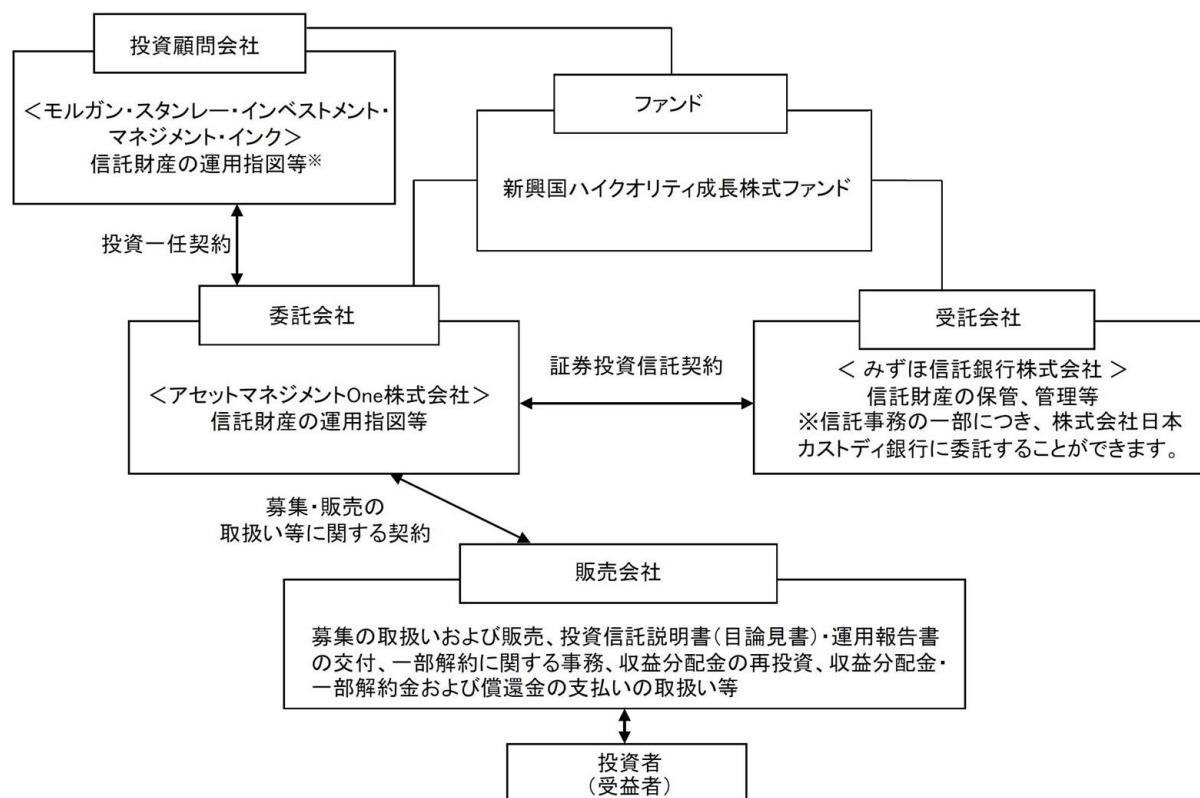 投資顧問会社
<モルガン・スタンレー・インベストメント・
マネジメント・インク>
信託財産の運用指図等※
ファンド
新興国ハイクオリティ成長株式ファンド
投資一任契約
委託会社
<アセットマネジメントOne株式会社>
信託財産の運用指図等
証券投資信託契約
受託会社
< みずほ信託銀行株式会社 >
信託財産の保管、管理等
※信託事務の一部につき、株式会社日本
カストディ銀行に委託することができます。
募集・販売の
取扱い等に関する契約
販売会社
募集の取扱いおよび販売、投資信託説明書(目論見書)・運用報告書
の交付、一部解約に関する事務、収益分配金の再投資、収益分配金・
一部解約金および償還金の支払いの取扱い等
投資者
(受益者)